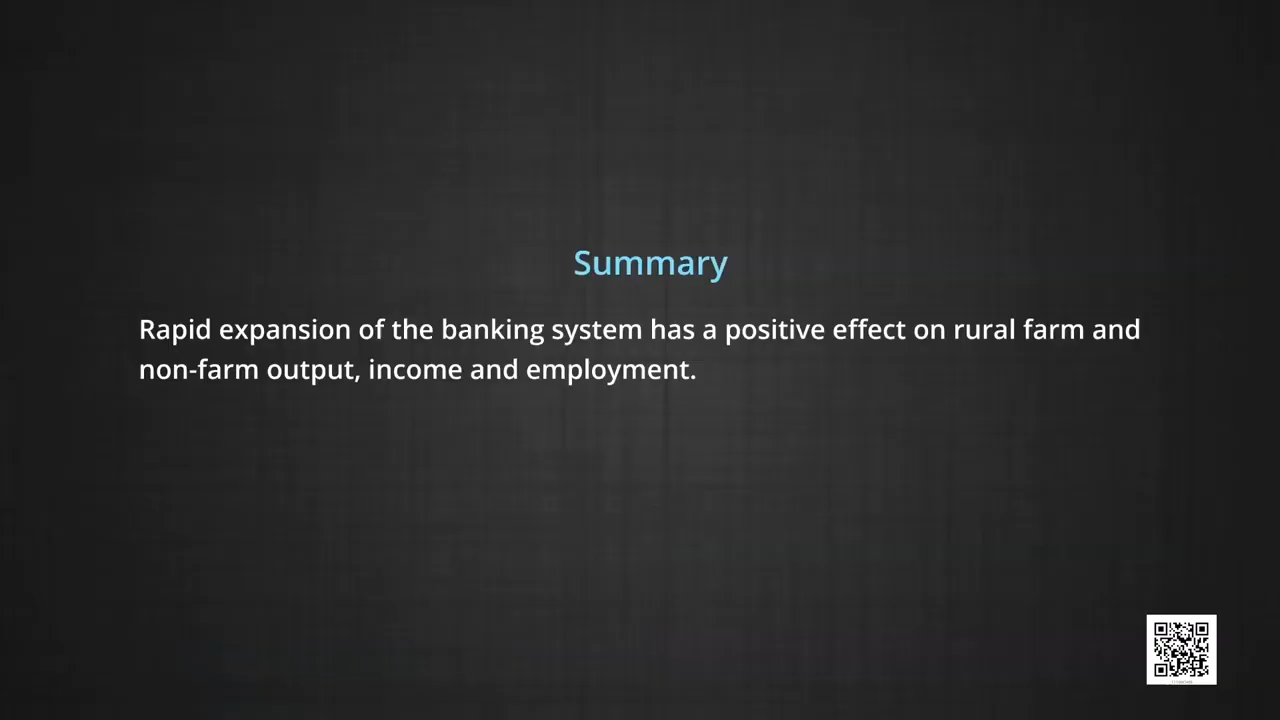 Summary
Rapid expansion of the banking system has a positive effect on rural farm and
non-farm output, income and employment.